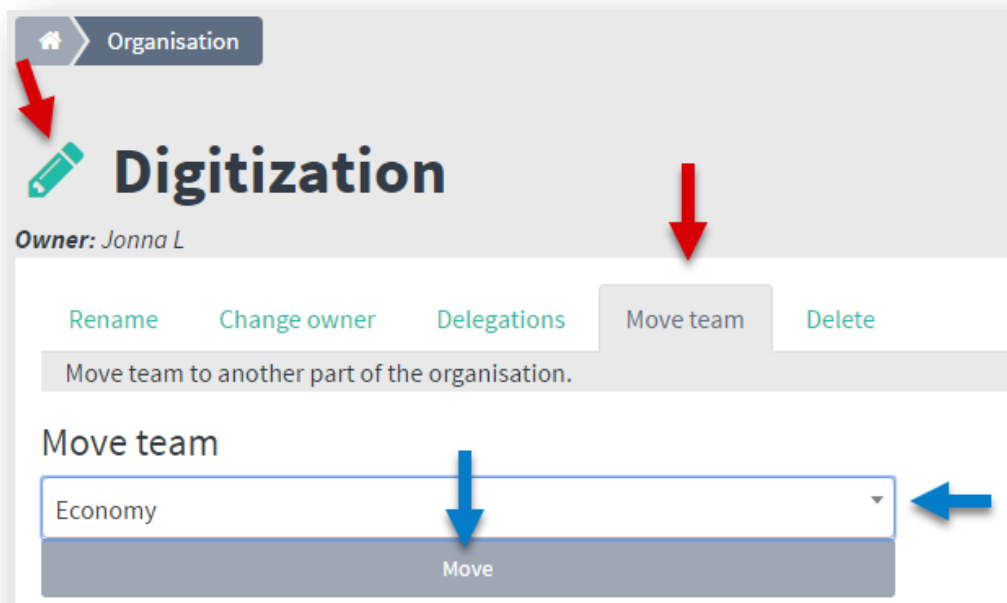 Organisation
Digitization
Owner: Jonna L
Rename Change owner Delegations Move team Delete
Move team to another part of the organisation.
Move team
Economy
Move